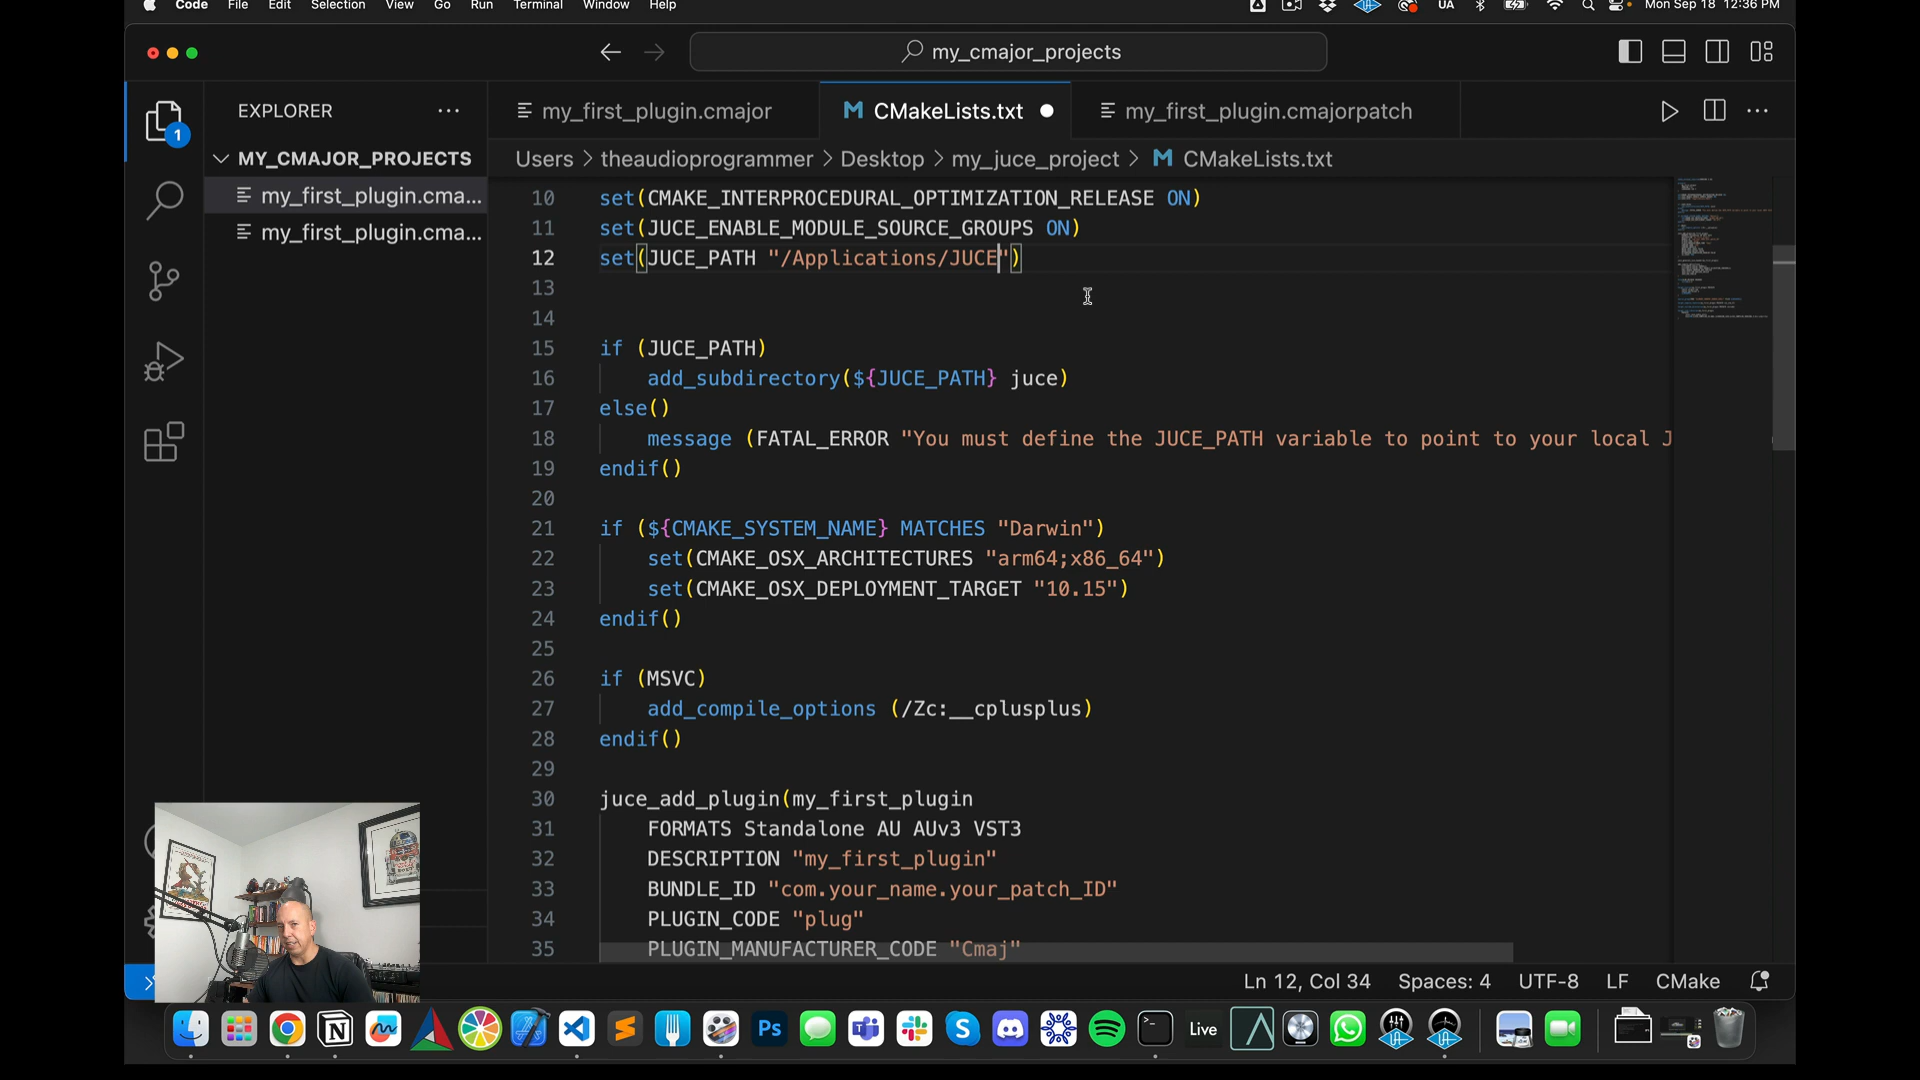 Code File Edit Selection View Go Run Terminal Window Help UA Mon Sep 18 12:36 PM
my_cmajor_projects
EXPLORER
my_first_plugin.cmajor
CMakeLists.txt
my_first_plugin.cmajorpatch
1
MY_CMAJOR_PROJECTS
Users > theaudioprogrammer > Desktop > my_juce_project > CMakeLists.txt
my_first_plugin.cma...
my_first_plugin.cma...
10 set(CMAKE_INTERPROCEDURAL_OPTIMIZATION_RELEASE ON)
11 set(JUCE_ENABLE_MODULE_SOURCE_GROUPS ON)
12 set(JUCE_PATH "/Applications/JUCE")
13
14
15 if (JUCE_PATH)
16 add_subdirectory(${JUCE_PATH} juce)
17 else()
18 message (FATAL_ERROR "You must define the JUCE_PATH variable to point to your local J
19 endif()
20
21 if (${CMAKE_SYSTEM_NAME} MATCHES "Darwin")
22 set(CMAKE_OSX_ARCHITECTURES "arm64;x86_64")
23 set(CMAKE_OSX_DEPLOYMENT_TARGET "10.15")
24 endif()
25
26 if (MSVC)
27 add_compile_options (/Zc:__cplusplus)
28 endif()
29
30 juce_add_plugin(my_first_plugin
31 FORMATS Standalone AU AUv3 VST3
32 DESCRIPTION "my_first_plugin"
33 BUNDLE_ID "com.your_name.your_patch_ID"
34 PLUGIN_CODE "plug"
35 PLUGIN_MANUFACTURER_CODE "Cmaj"
Ln 12, Col 34 Spaces: 4 UTF-8 LF CMake
Ps
Live